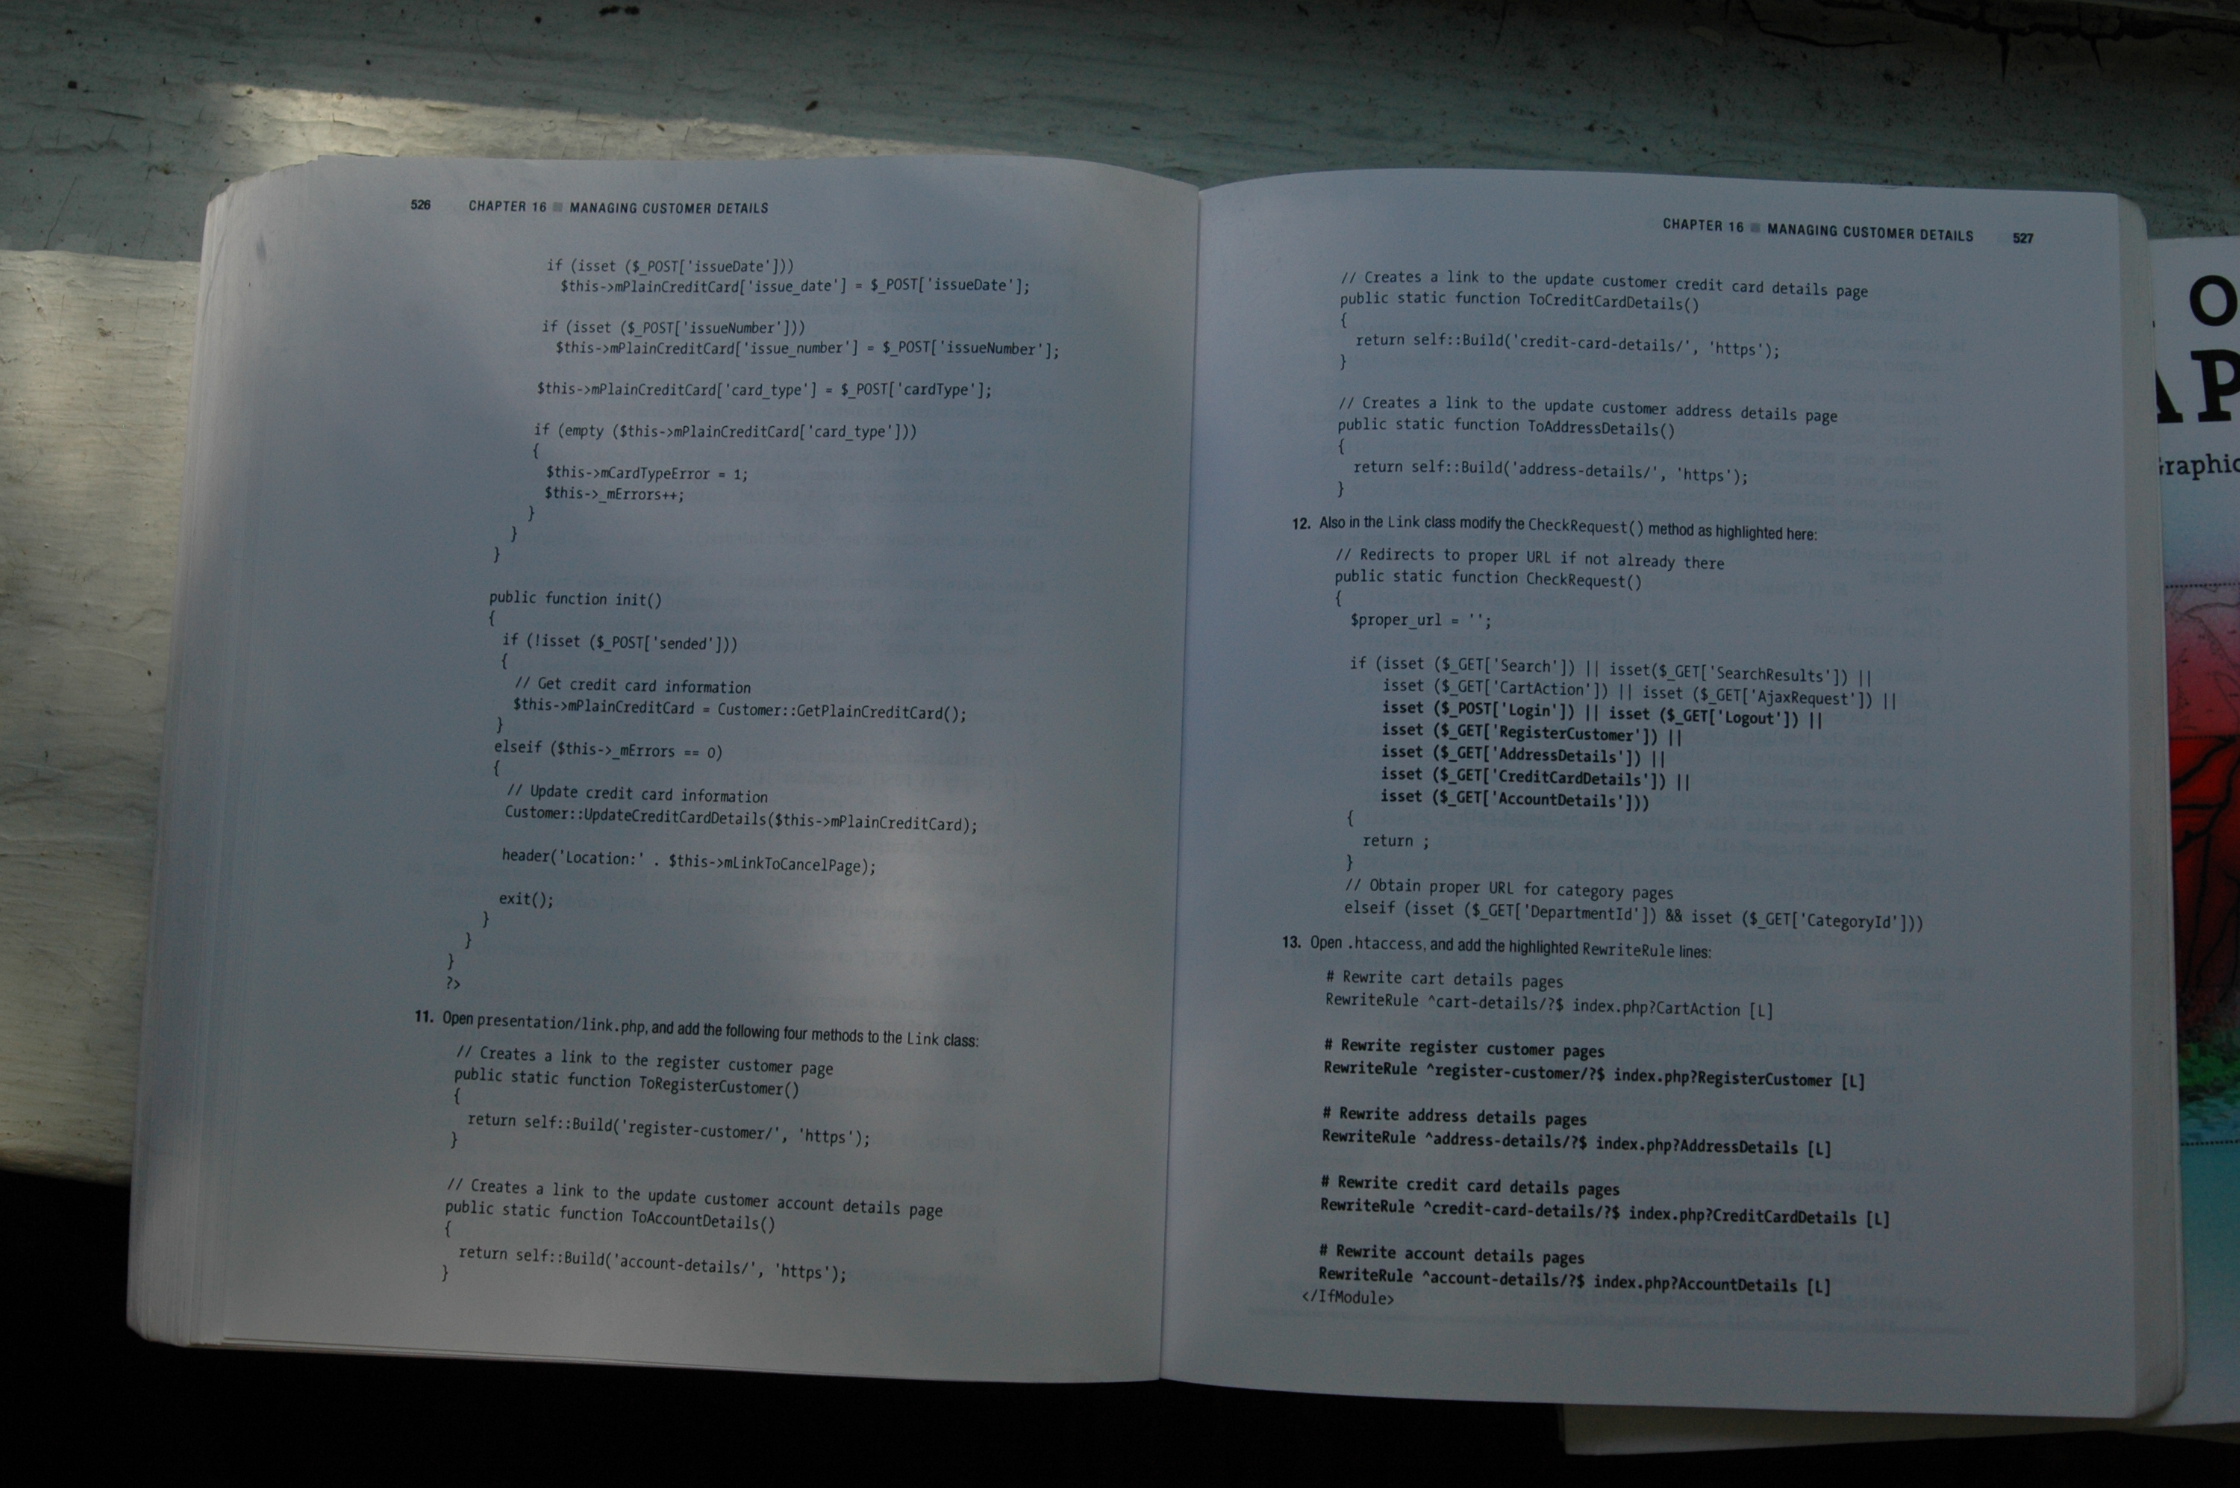 526 CHAPTER 16 ■ MANAGING CUSTOMER DETAILS
if (isset ($_POST['issueDate']))
$this->mPlainCreditCard['issue_date'] = $_POST['issueDate'];
if (isset ($_POST['issueNumber']))
$this->mPlainCreditCard['issue_number'] = $_POST['issueNumber'];
$this->mPlainCreditCard['card_type'] = $_POST['cardType'];
if (empty ($this->mPlainCreditCard['card_type']))
{
$this->mCardTypeError = 1;
$this->_mErrors++;
}
}
}
public function init()
{
if (!isset ($_POST['sended']))
{
// Get credit card information
$this->mPlainCreditCard = Customer::GetPlainCreditCard();
}
elseif ($this->_mErrors == 0)
{
// Update credit card information
Customer::UpdateCreditCardDetails($this->mPlainCreditCard);
header('Location:' . $this->mLinkToCancelPage);
exit();
}
}
}
?>
11. Open presentation/link.php, and add the following four methods to the Link class:
// Creates a link to the register customer page
public static function ToRegisterCustomer()
{
return self::Build('register-customer/', 'https');
}
// Creates a link to the update customer account details page
public static function ToAccountDetails()
{
return self::Build('account-details/', 'https');
}
CHAPTER 16 ■ MANAGING CUSTOMER DETAILS 527
// Creates a link to the update customer credit card details page
public static function ToCreditCardDetails()
{
return self::Build('credit-card-details/', 'https');
}
// Creates a link to the update customer address details page
public static function ToAddressDetails()
{
return self::Build('address-details/', 'https');
}
12. Also in the Link class modify the CheckRequest() method as highlighted here:
// Redirects to proper URL if not already there
public static function CheckRequest()
{
$proper_url = '';
if (isset ($_GET['Search']) || isset($_GET['SearchResults']) ||
isset ($_GET['CartAction']) || isset ($_GET['AjaxRequest']) ||
isset ($_POST['Login']) || isset ($_GET['Logout']) ||
isset ($_GET['RegisterCustomer']) ||
isset ($_GET['AddressDetails']) ||
isset ($_GET['CreditCardDetails']) ||
isset ($_GET['AccountDetails']))
{
return ;
}
// Obtain proper URL for category pages
elseif (isset ($_GET['DepartmentId']) && isset ($_GET['CategoryId']))
13. Open .htaccess, and add the highlighted RewriteRule lines:
# Rewrite cart details pages
RewriteRule ^cart-details/?$ index.php?CartAction [L]
# Rewrite register customer pages
RewriteRule ^register-customer/?$ index.php?RegisterCustomer [L]
# Rewrite address details pages
RewriteRule ^address-details/?$ index.php?AddressDetails [L]
# Rewrite credit card details pages
RewriteRule ^credit-card-details/?$ index.php?CreditCardDetails [L]
# Rewrite account details pages
RewriteRule ^account-details/?$ index.php?AccountDetails [L]
</IfModule>